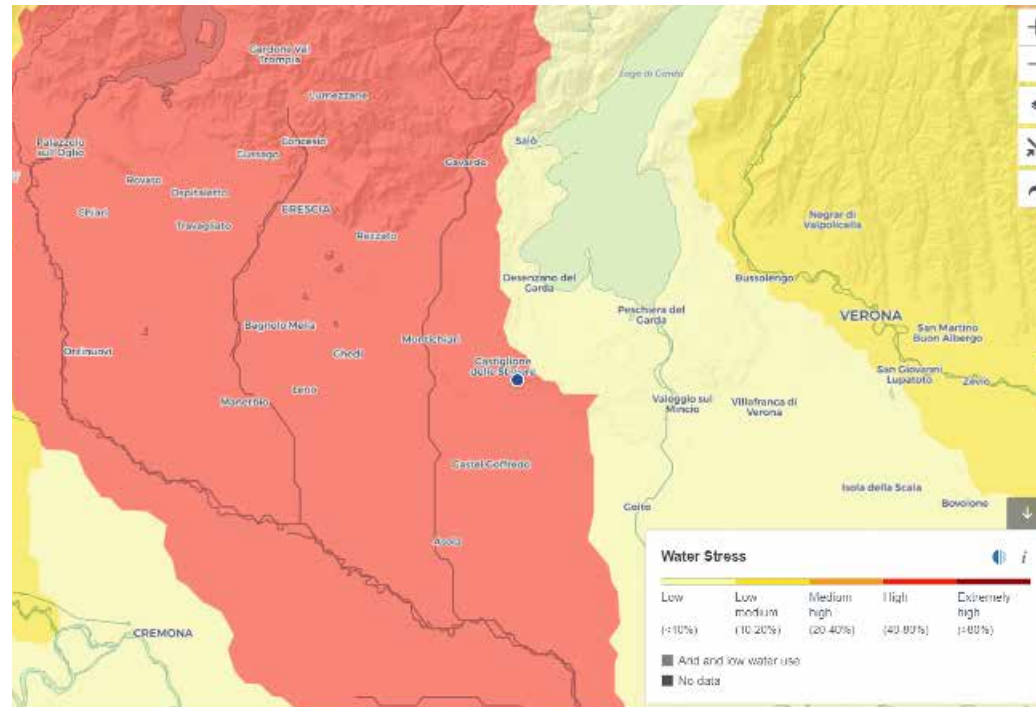 Gardone Val
Trompia
Lago di Garda
Lumezzane
Palazzolo
sull'Oglio
Concesio
Salò
Gussago
Gavardo
Rovato
Ospitaletto
Chiari
BRESCIA
Negrar di
Valpolicella
Travagliato
Rezzato
Desenzano del
Garda
Bussolengo
Peschiera del
Garda
VERONA
Bagnolo Mella
San Martino
Buon Albergo
Orzinuovi
Ghedi
Montichiari
Castiglione
delle Stiviere
San Giovanni
Lupatoto
Zevio
Leno
Manerbio
Valeggio sul
Mincio
Villafranca di
Verona
Castel Goffredo
Isola della Scala
Goito
Bovolone
Asola
CREMONA
Water Stress
i
Low
Low
medium
Medium
high
High
Extremely
high
(<10%)
(10-20%)
(20-40%)
(40-80%)
(>80%)
Arid and low water use
No data